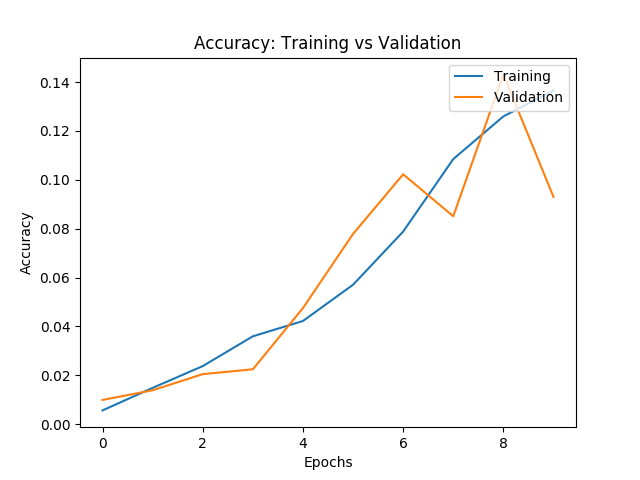 Accuracy: Training vs Validation
Training
Validation
0.14
0.12
0.10
0.08
0.06
0.04
0.02
0.00
Accuracy
0 2 4 6 8
Epochs